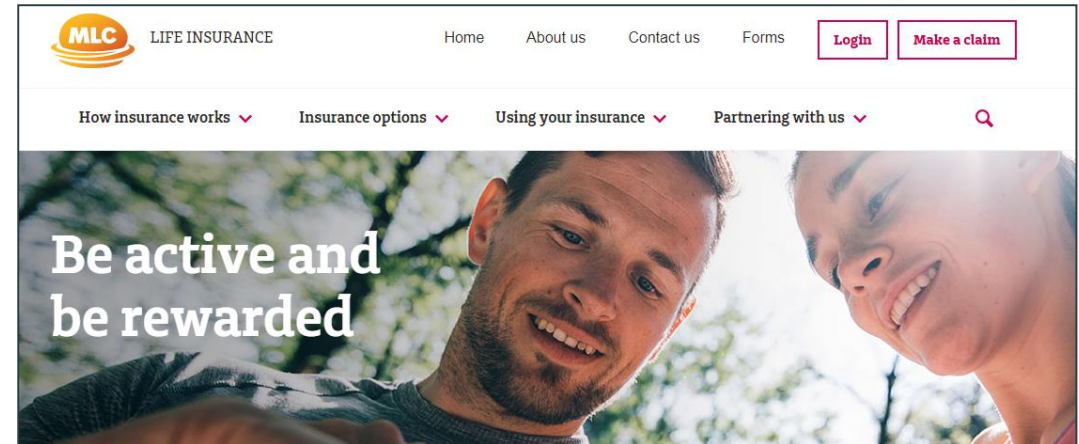 MLC
LIFE INSURANCE
Home About us Contact us Forms Login Make a claim
How insurance works Insurance options Using your insurance Partnering with us
Be active and
be rewarded